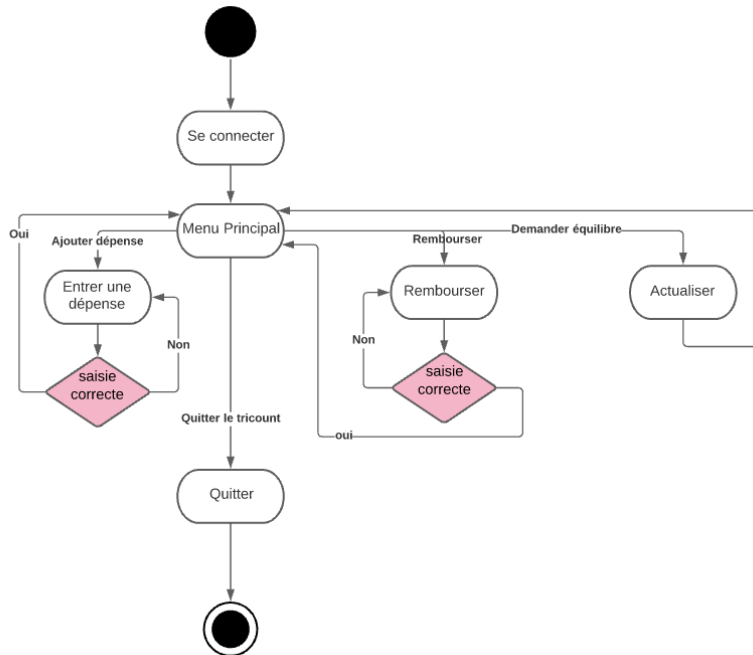 Se connecter
Menu Principal
Oui
Ajouter dépense
Rembourser
Demander équilibre
Entrer une
dépense
Rembourser
Actualiser
Non
Non
saisie
correcte
saisie
correcte
Quitter le tricount
oui
Quitter